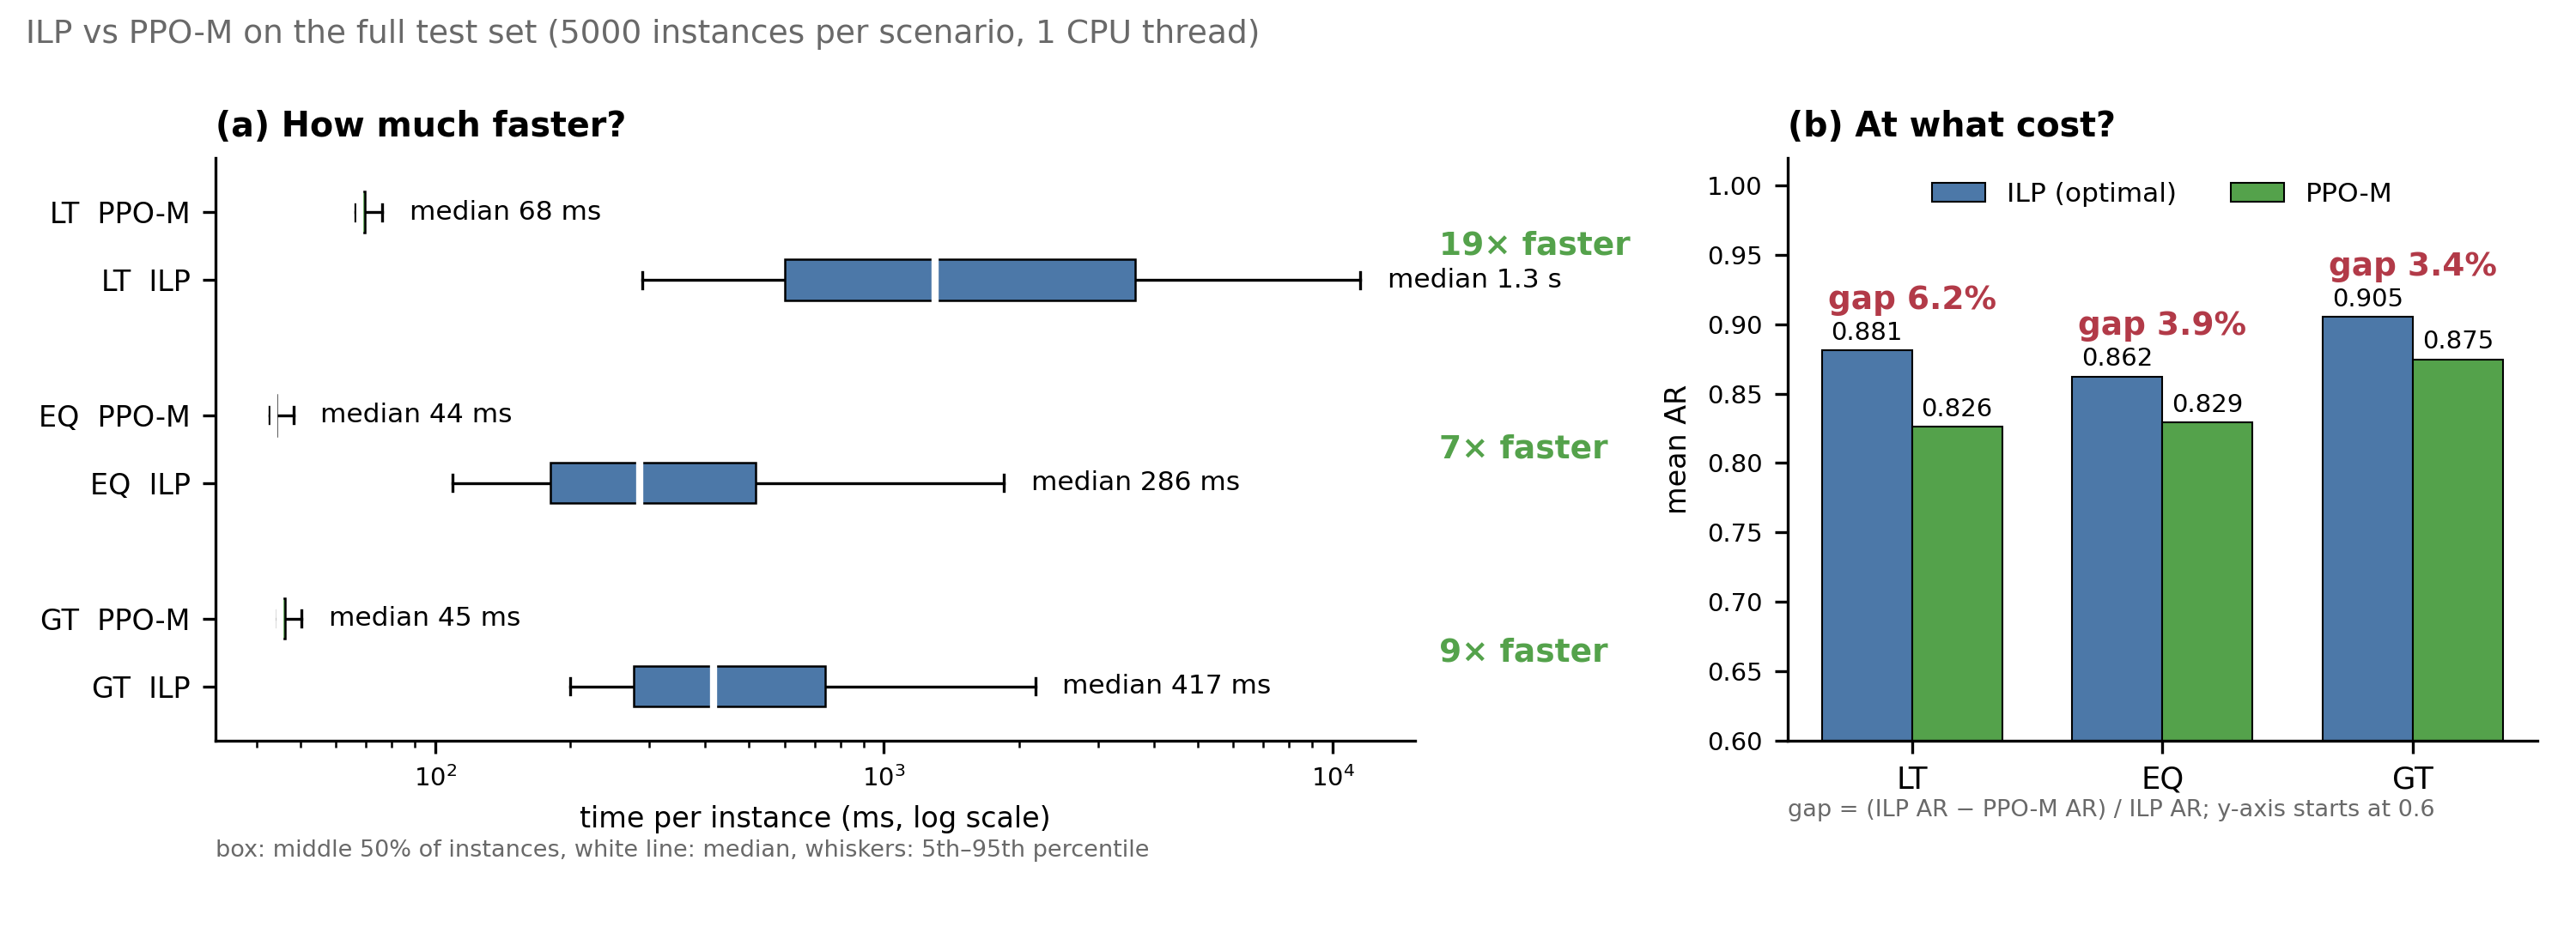 ILP vs PPO-M on the full test set (5000 instances per scenario, 1 CPU thread)
(a) How much faster?
LT PPO-M
median 68 ms
19× faster
LT ILP
median 1.3 s
EQ PPO-M
median 44 ms
7× faster
EQ ILP
median 286 ms
GT PPO-M
median 45 ms
9× faster
GT ILP
median 417 ms
10²
10³
10⁴
time per instance (ms, log scale)
box: middle 50% of instances, white line: median, whiskers: 5th–95th percentile
(b) At what cost?
ILP (optimal)
PPO-M
mean AR
1.00
0.95
0.90
0.85
0.80
0.75
0.70
0.65
0.60
gap 6.2%
0.881
0.826
gap 3.9%
0.862
0.829
gap 3.4%
0.905
0.875
LT
EQ
GT
gap = (ILP AR − PPO-M AR) / ILP AR; y-axis starts at 0.6